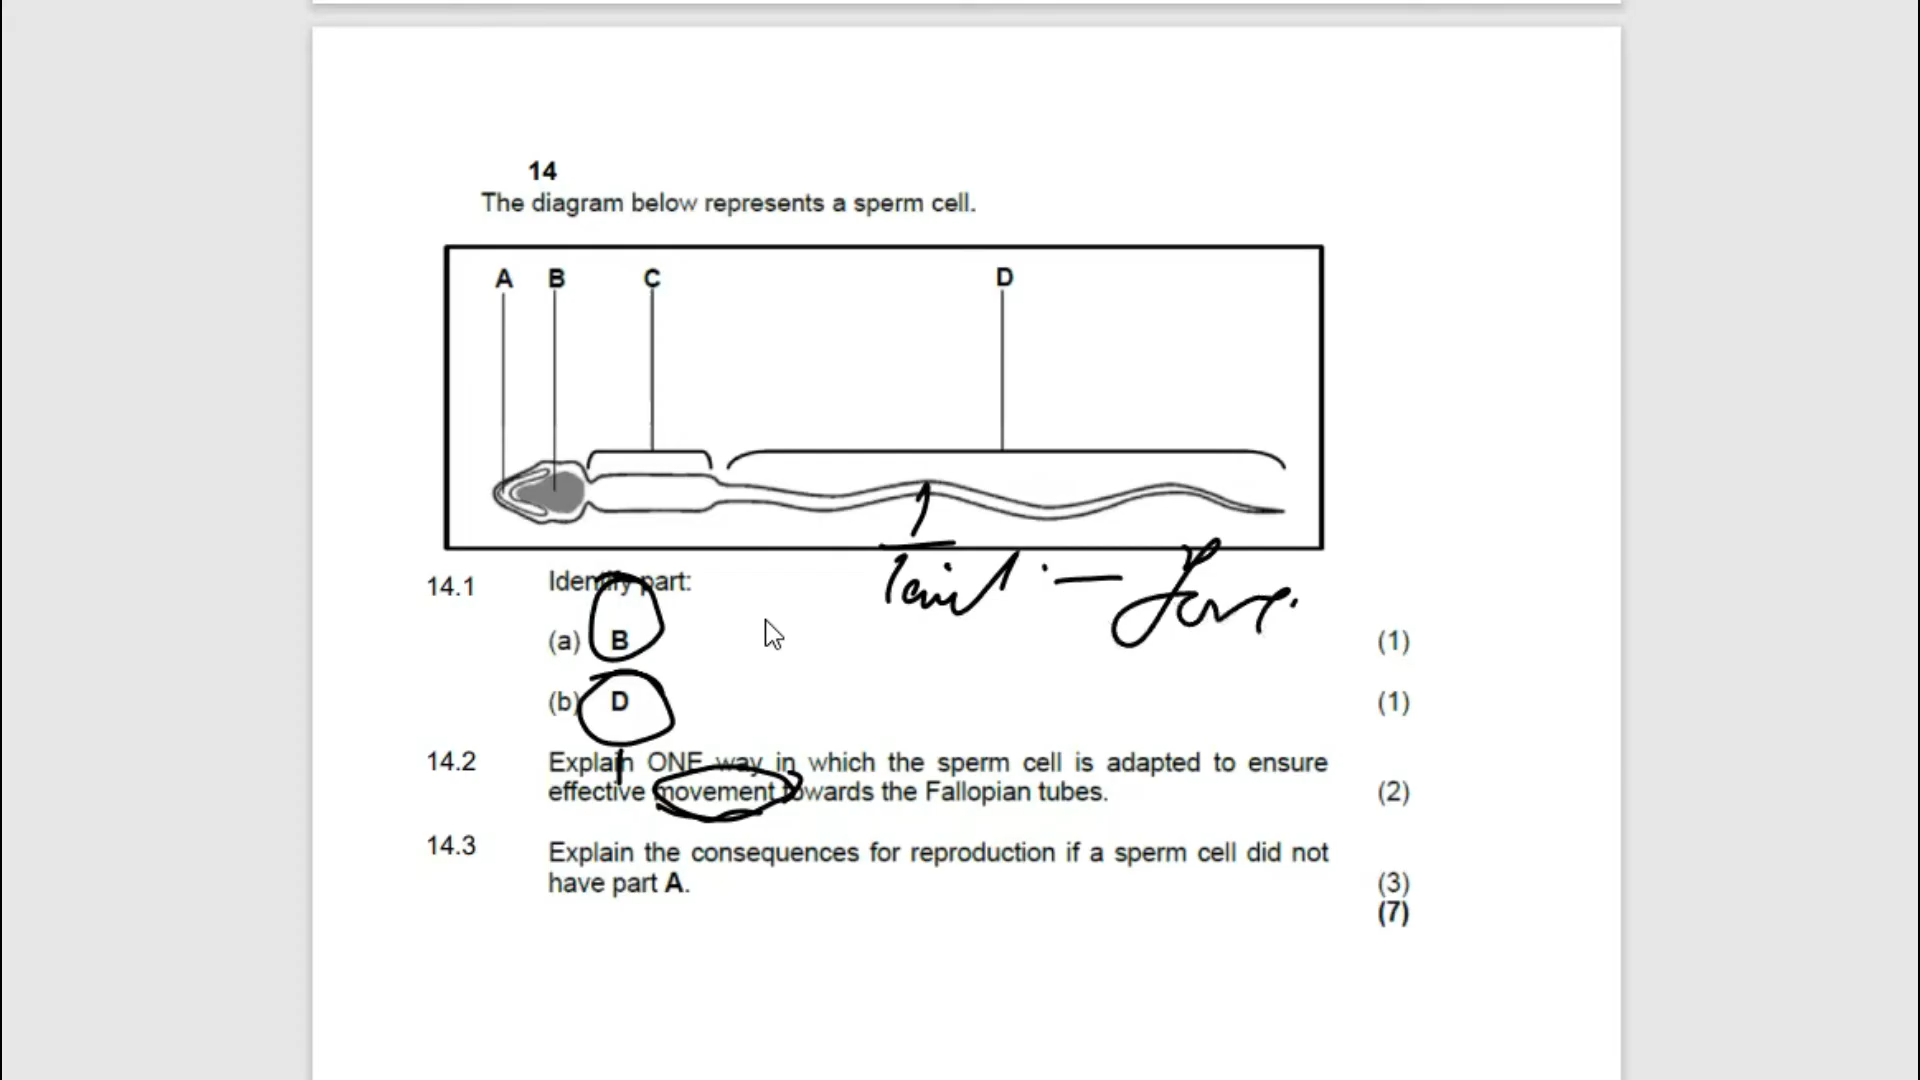 14
The diagram below represents a sperm cell.
A B C D
14.1 Identify part:
(a) B (1)
(b) D (1)
14.2 Explain ONE way in which the sperm cell is adapted to ensure
effective movement towards the Fallopian tubes. (2)
14.3 Explain the consequences for reproduction if a sperm cell did not
have part A. (3)
(7)